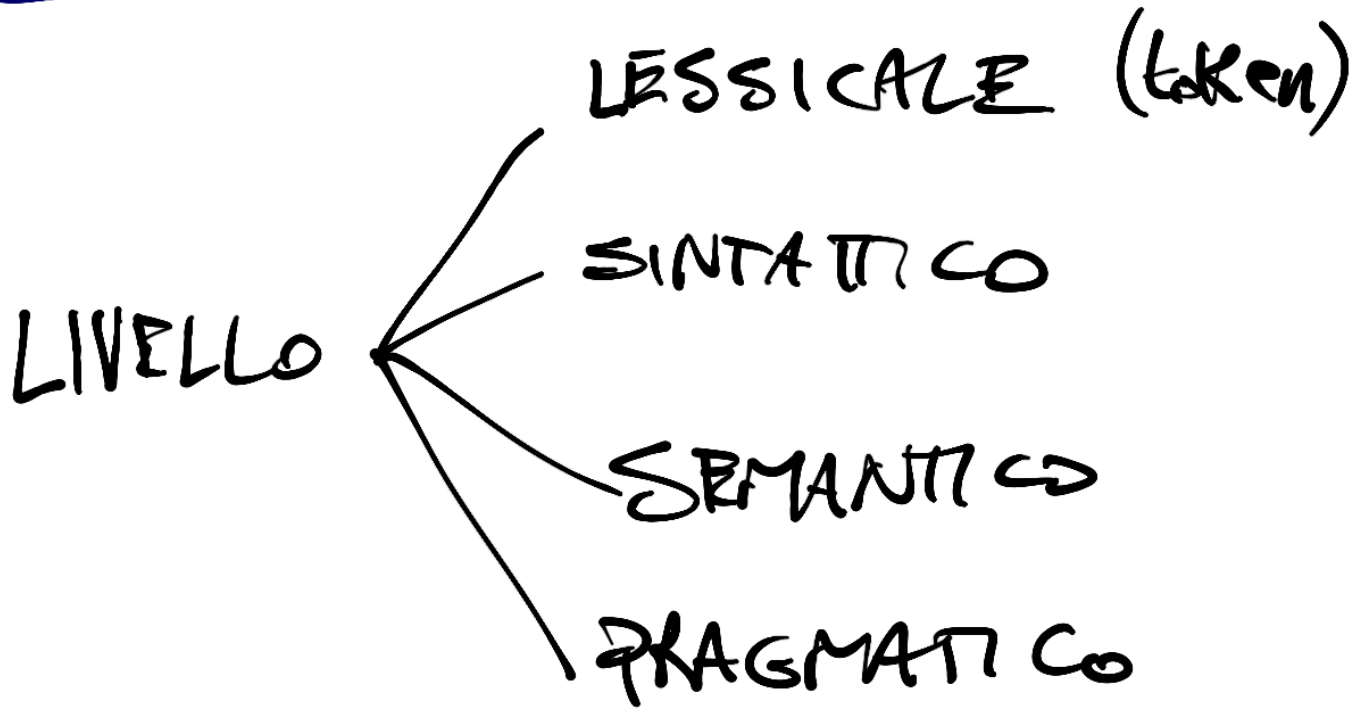 LESSICALE (token)
SINTATTICO
LIVELLO
SEMANTICO
PRAGMATICO